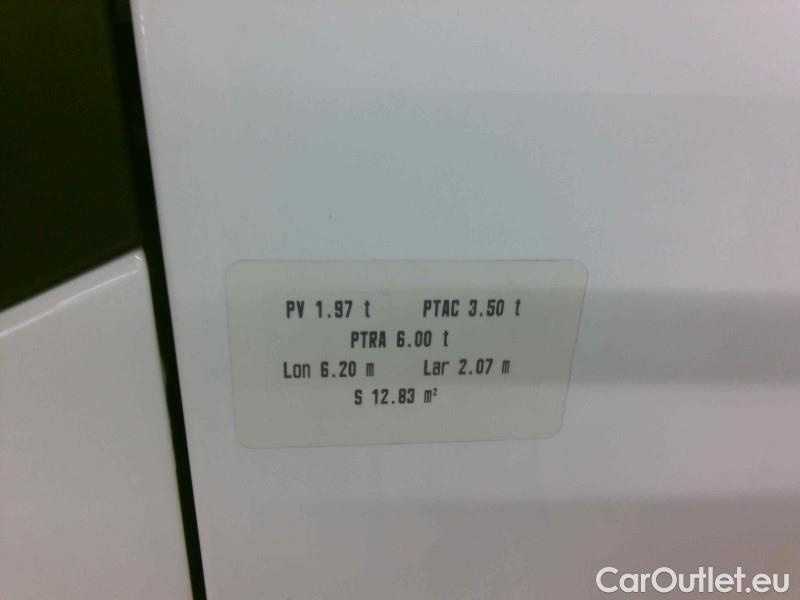 PV 1.97 t PTAC 3.50 t
PTRA 6.00 t
Lon 6.20 m Lar 2.07 m
S 12.83 m²
CarOutlet.eu